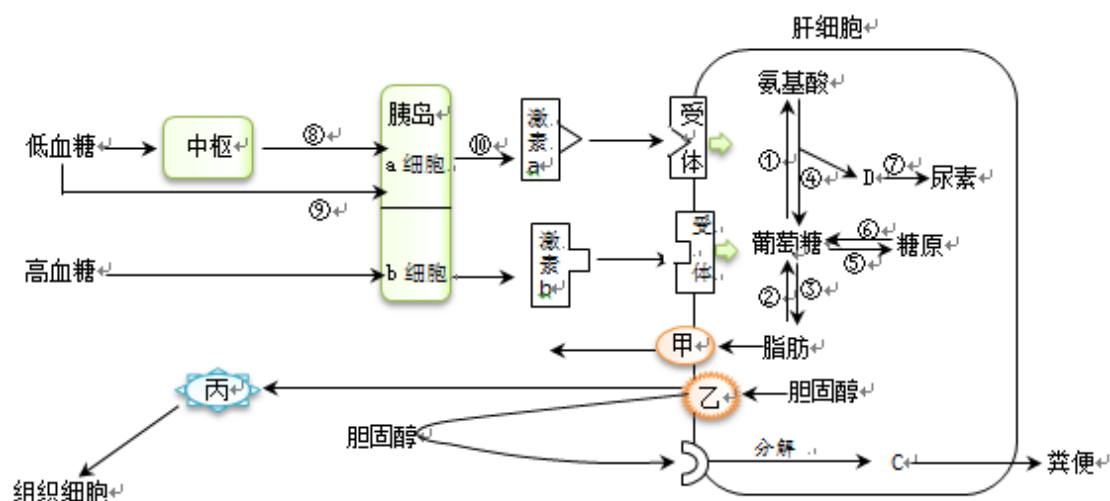 肝细胞
氨基酸
低血糖
中枢
⑧
胰岛
a 细胞
⑩
激素a
受体
①
④
D
⑦
尿素
⑨
葡萄糖
⑥
⑤
糖原
高血糖
b 细胞
激素b
受体
②
③
甲
脂肪
丙
乙
胆固醇
胆固醇
分解
C
粪便
组织细胞